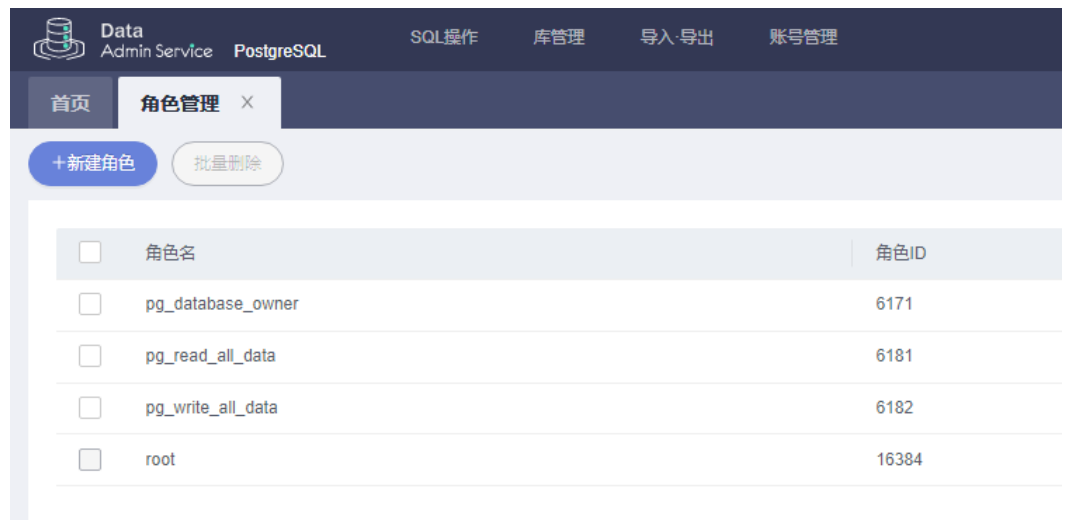 Data
Admin Service PostgreSQL SQL操作 库管理 导入·导出 账号管理
首页 角色管理 ×
+新建角色 批量删除
角色名 角色ID
pg_database_owner 6171
pg_read_all_data 6181
pg_write_all_data 6182
root 16384